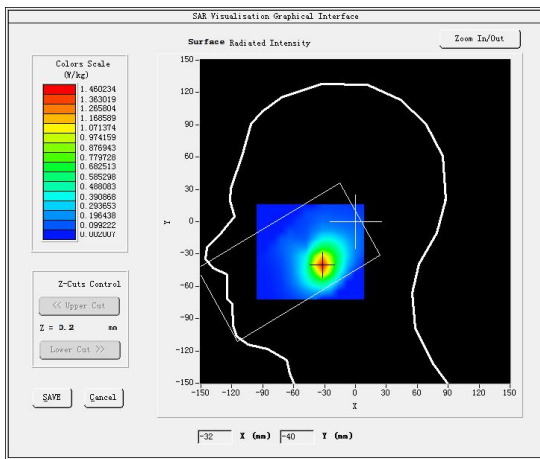 SAR Visualisation Graphical Interface
Surface Radiated Intensity
Zoom In/Out
Colors Scale
(W/kg)
1.460234
1.363019
1.265804
1.168589
1.071374
0.974159
0.876943
0.779728
0.682513
0.585298
0.488083
0.390868
0.293653
0.196438
0.099222
0.002007
Z-Cuts Control
<< Upper Cut
Z = 3.2 mm
Lower Cut >>
SAVE Cancel
150
120
90
60
30
0
-30
-60
-90
-120
-150
Y
-150 -120 -90 -60 -30 0 30 60 90 120 150
X
-32 X (mm) -40 Y (mm)